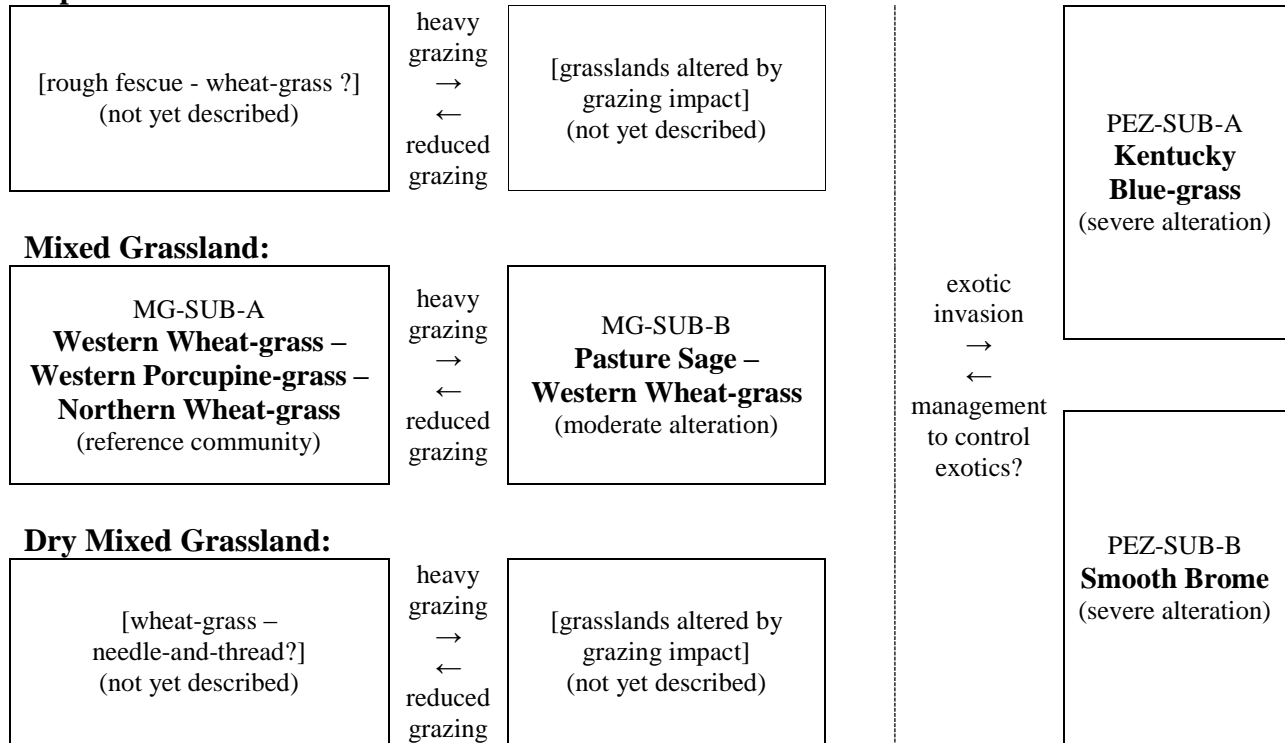 [rough fescue - wheat-grass ?]
(not yet described)
heavy
grazing
→
←
reduced
grazing
[grasslands altered by
grazing impact]
(not yet described)
PEZ-SUB-A
Kentucky
Blue-grass
(severe alteration)
Mixed Grassland:
MG-SUB-A
Western Wheat-grass –
Western Porcupine-grass –
Northern Wheat-grass
(reference community)
heavy
grazing
→
←
reduced
grazing
MG-SUB-B
Pasture Sage –
Western Wheat-grass
(moderate alteration)
exotic
invasion
→
←
management
to control
exotics?
Dry Mixed Grassland:
[wheat-grass –
needle-and-thread?]
(not yet described)
heavy
grazing
→
←
reduced
grazing
[grasslands altered by
grazing impact]
(not yet described)
PEZ-SUB-B
Smooth Brome
(severe alteration)